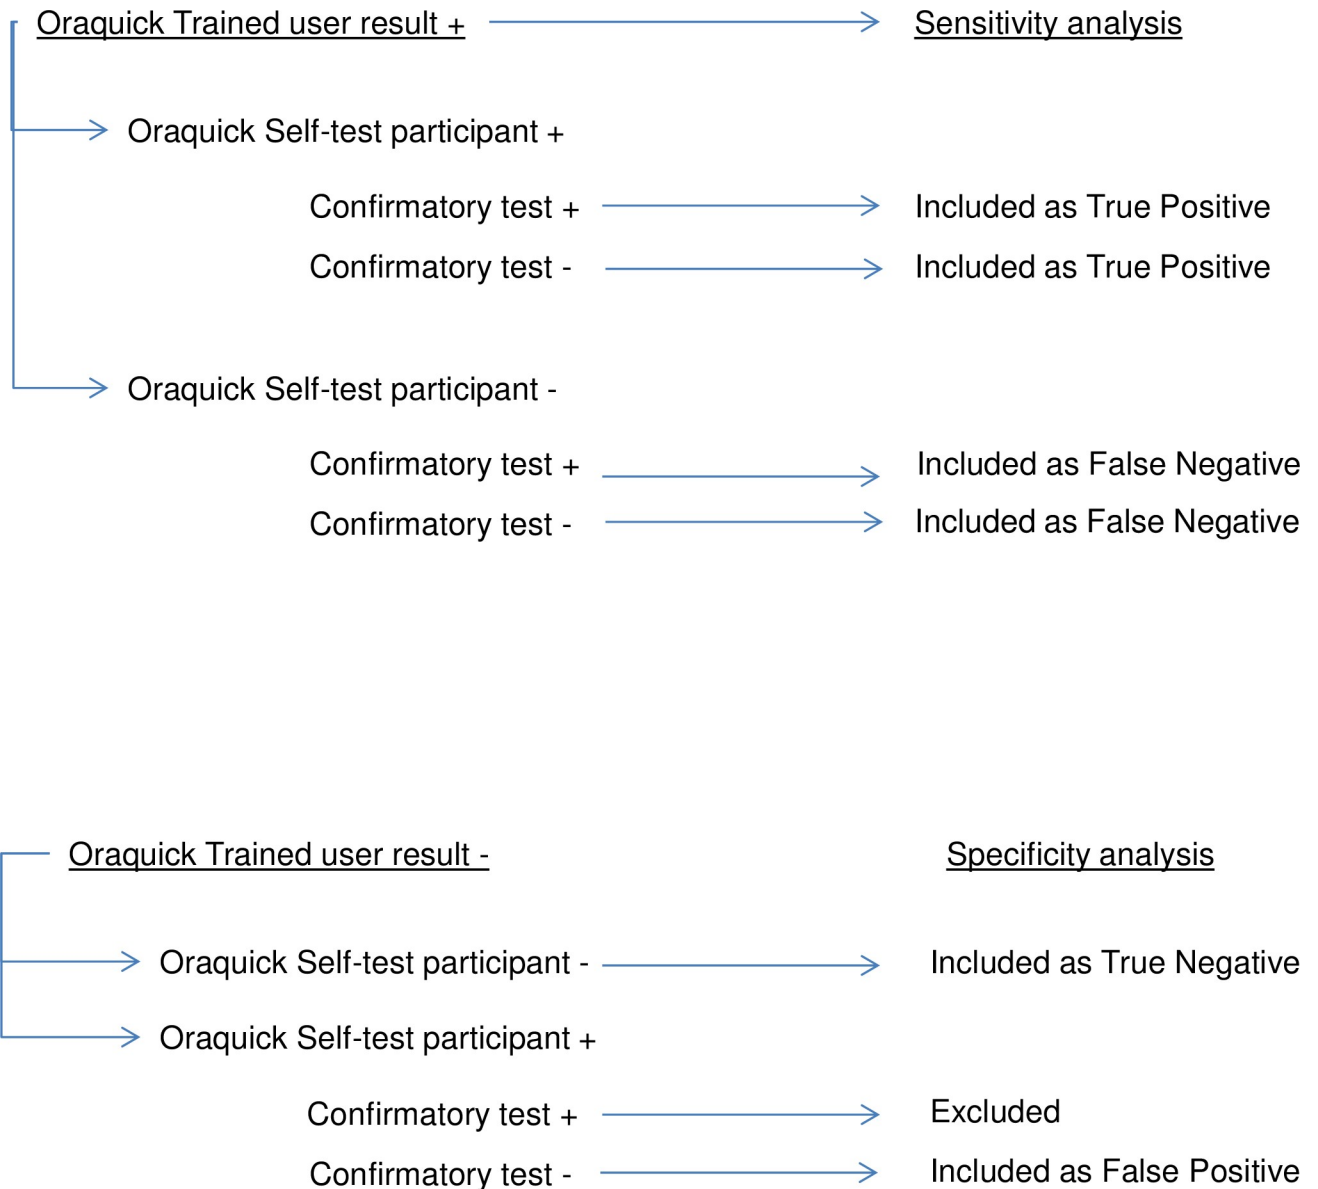 Oraquick Trained user result + Sensitivity analysis
Oraquick Self-test participant +
Confirmatory test + Included as True Positive
Confirmatory test - Included as True Positive
Oraquick Self-test participant -
Confirmatory test + Included as False Negative
Confirmatory test - Included as False Negative
Oraquick Trained user result - Specificity analysis
Oraquick Self-test participant - Included as True Negative
Oraquick Self-test participant +
Confirmatory test + Excluded
Confirmatory test - Included as False Positive